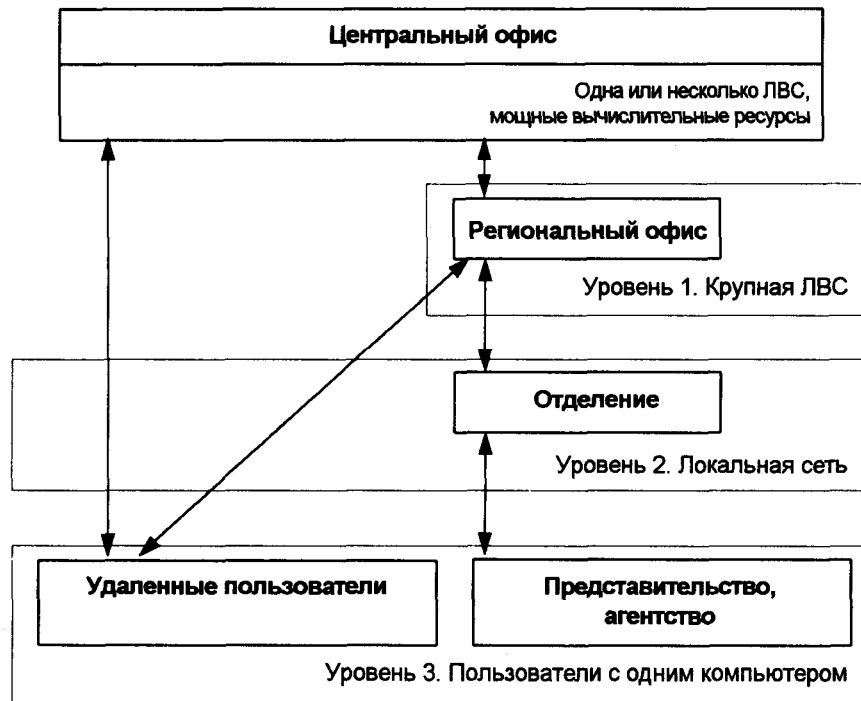 Центральный офис
Одна или несколько ЛВС,
мощные вычислительные ресурсы
Региональный офис
Уровень 1. Крупная ЛВС
Отделение
Уровень 2. Локальная сеть
Удаленные пользователи
Представительство,
агентство
Уровень 3. Пользователи с одним компьютером